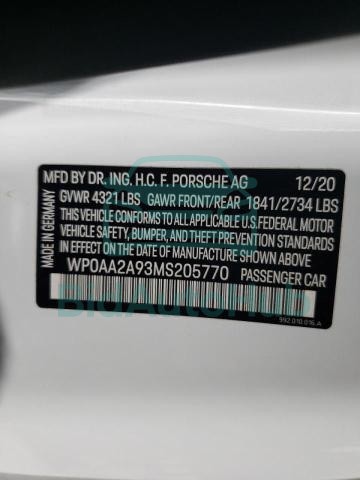 MFD BY DR. ING. H.C. F. PORSCHE AG 12/20
GVWR 4321 LBS GAWR FRONT/REAR 1841/2734 LBS
THIS VEHICLE CONFORMS TO ALL APPLICABLE U.S. FEDERAL MOTOR
VEHICLE SAFETY, BUMPER, AND THEFT PREVENTION STANDARDS
IN EFFECT ON THE DATE OF MANUFACTURE SHOWN ABOVE.
WP0AA2A93MS205770 PASSENGER CAR
MADE IN GERMANY
992 010 016 A
BidAutoHub